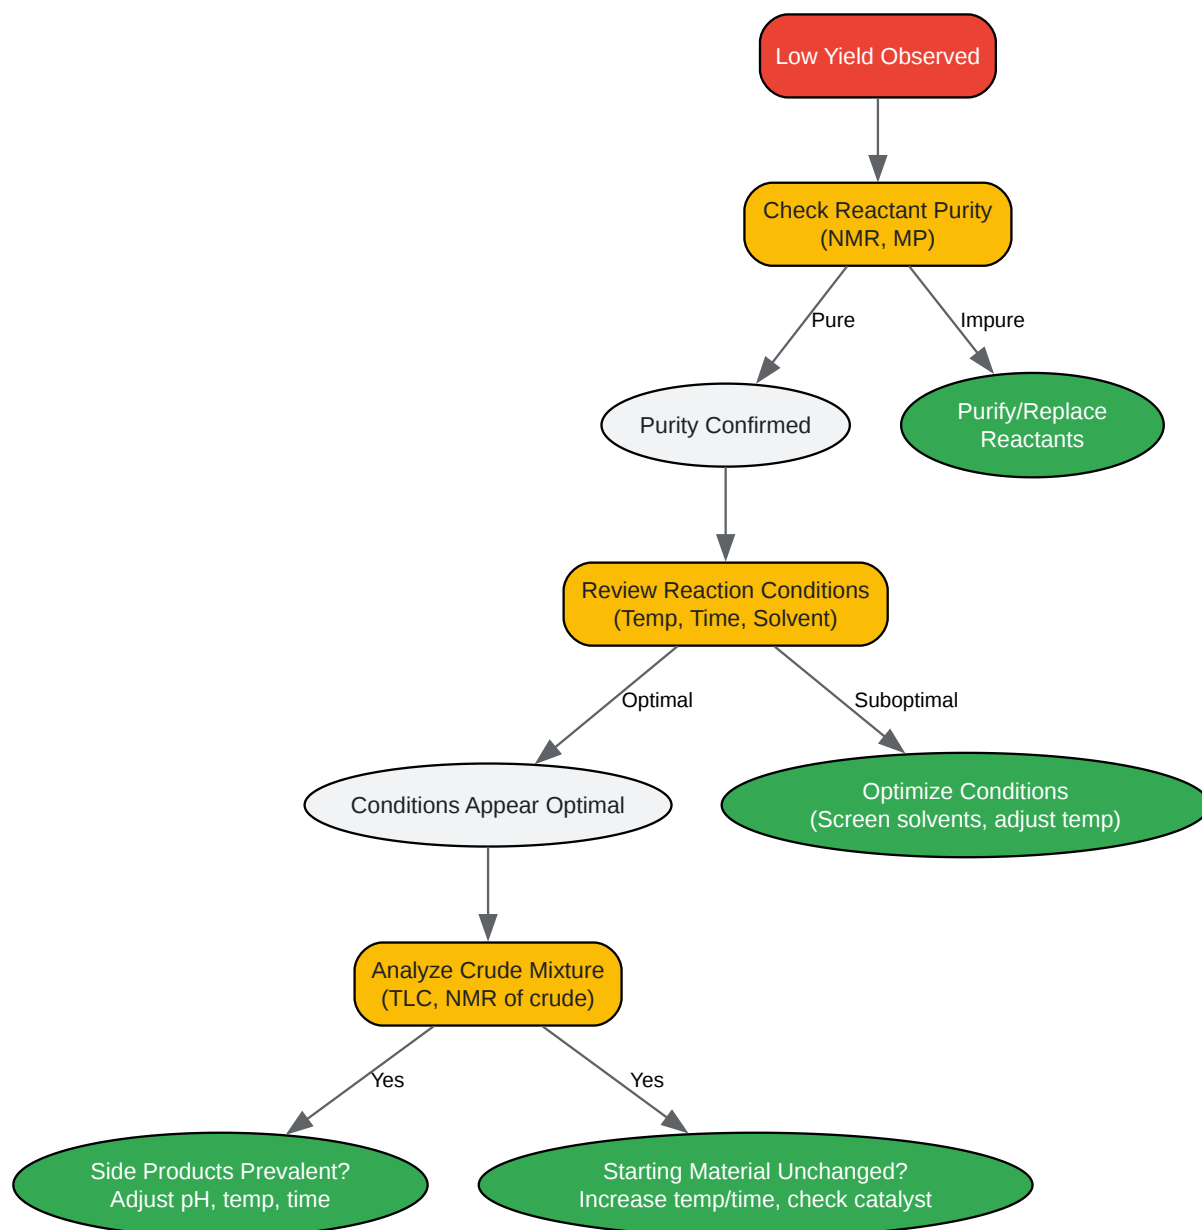 Low Yield Observed
Check Reactant Purity
(NMR, MP)
Pure
Impure
Purity Confirmed
Purify/Replace
Reactants
Review Reaction Conditions
(Temp, Time, Solvent)
Optimal
Suboptimal
Conditions Appear Optimal
Optimize Conditions
(Screen solvents, adjust temp)
Analyze Crude Mixture
(TLC, NMR of crude)
Yes
Yes
Side Products Prevalent?
Adjust pH, temp, time
Starting Material Unchanged?
Increase temp/time, check catalyst